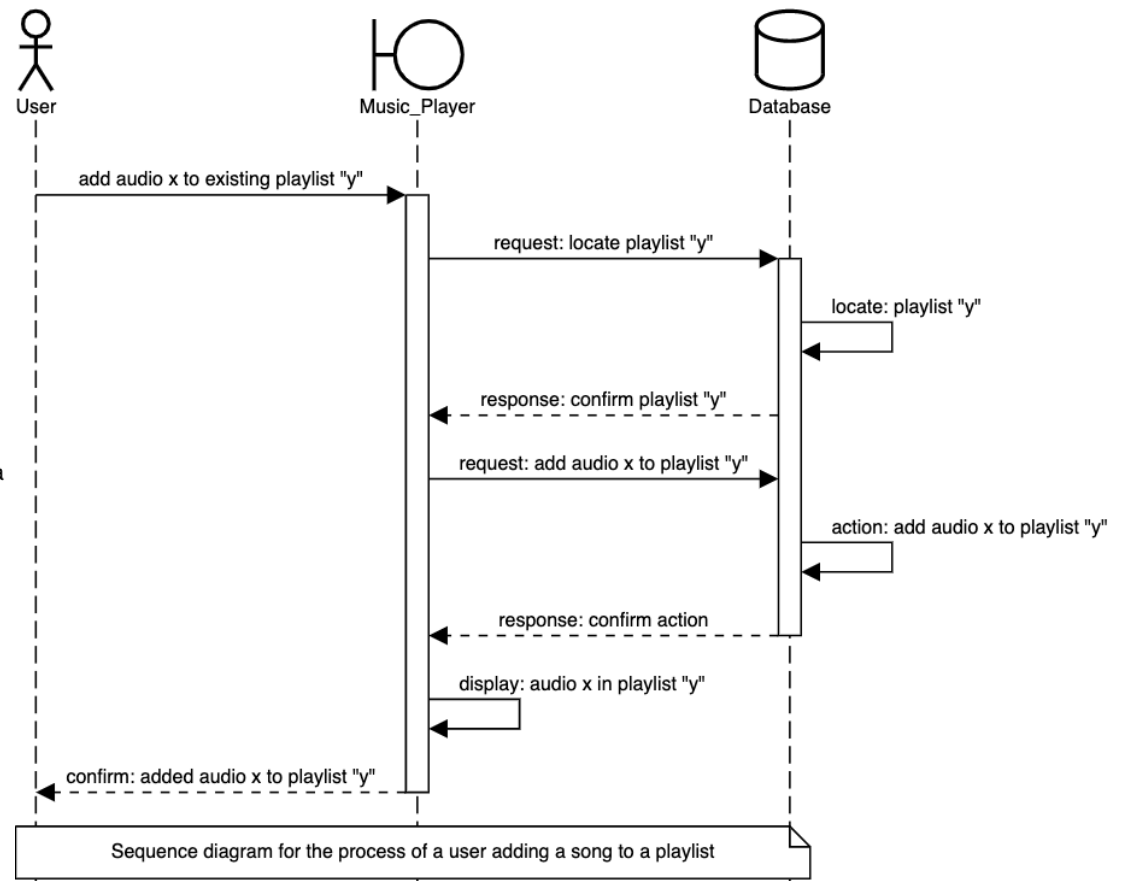 User
Music_Player
Database
add audio x to existing playlist "y"
request: locate playlist "y"
locate: playlist "y"
response: confirm playlist "y"
request: add audio x to playlist "y"
a
action: add audio x to playlist "y"
response: confirm action
display: audio x in playlist "y"
confirm: added audio x to playlist "y"
Sequence diagram for the process of a user adding a song to a playlist